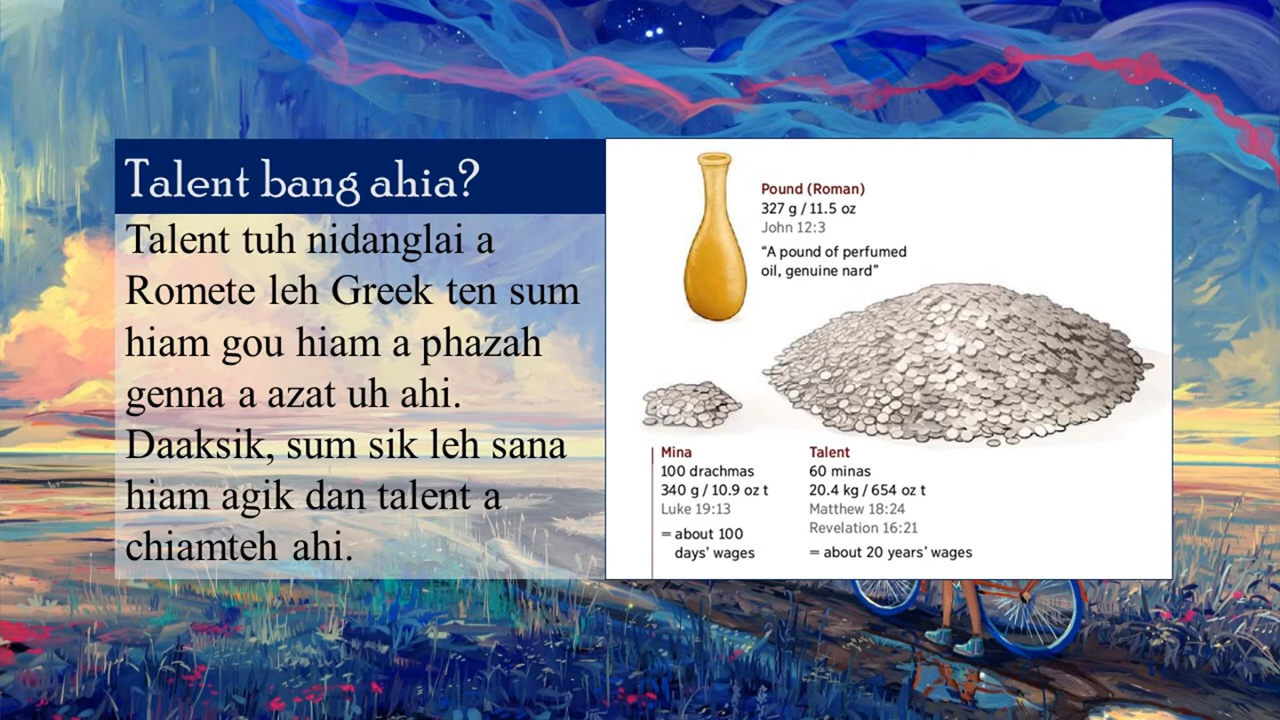 Talent bang ahia?
Talent tuh nidanglai a
Romete leh Greek ten sum
hiam gou hiam a phazah
genna a azat uh ahi.
Daaksik, sum sik leh sana
hiam agik dan talent a
chiamteh ahi.
Pound (Roman)
327 g / 11.5 oz
John 12:3
“A pound of perfumed
oil, genuine nard”
Mina
100 drachmas
340 g / 10.9 oz t
Luke 19:13
= about 100
days’ wages
Talent
60 minas
20.4 kg / 654 oz t
Matthew 18:24
Revelation 16:21
= about 20 years’ wages